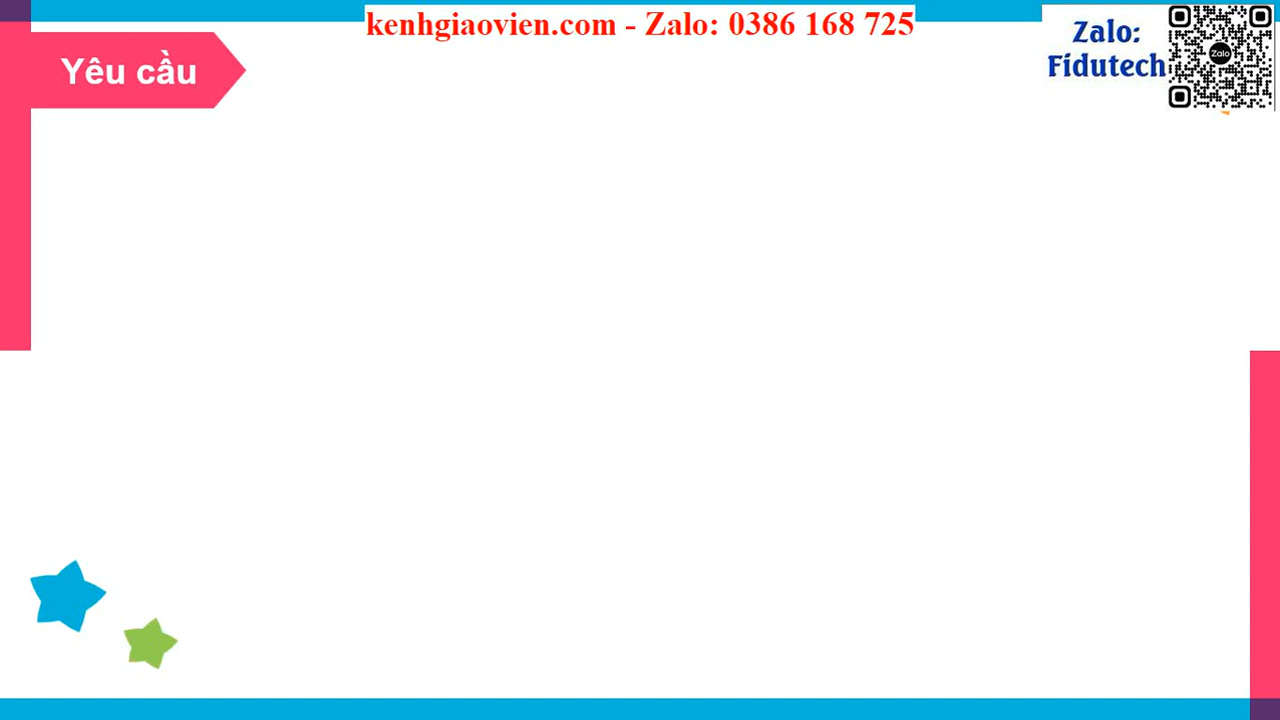 kenhgiaovien.com - Zalo: 0386 168 725
Zalo:
Fidutech
Zalo
Yêu cầu